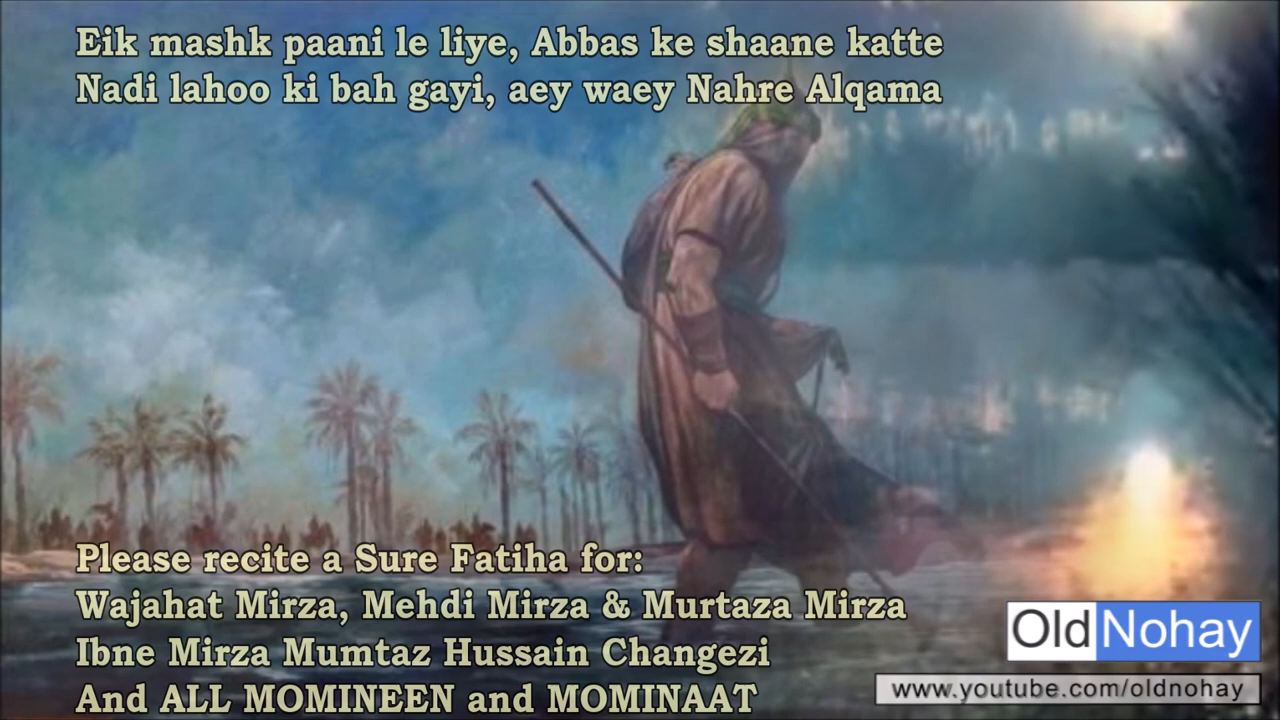 Eik mashk paani le liye, Abbas ke shaane katte
Nadi lahoo ki bah gayi, aey waey Nahre Alqama
Please recite a Sure Fatiha for:
Wajahat Mirza, Mehdi Mirza & Murtaza Mirza
Ibne Mirza Mumtaz Hussain Changezi
And ALL MOMINEEN and MOMINAAT
OldNohay
www.youtube.com/oldnohay